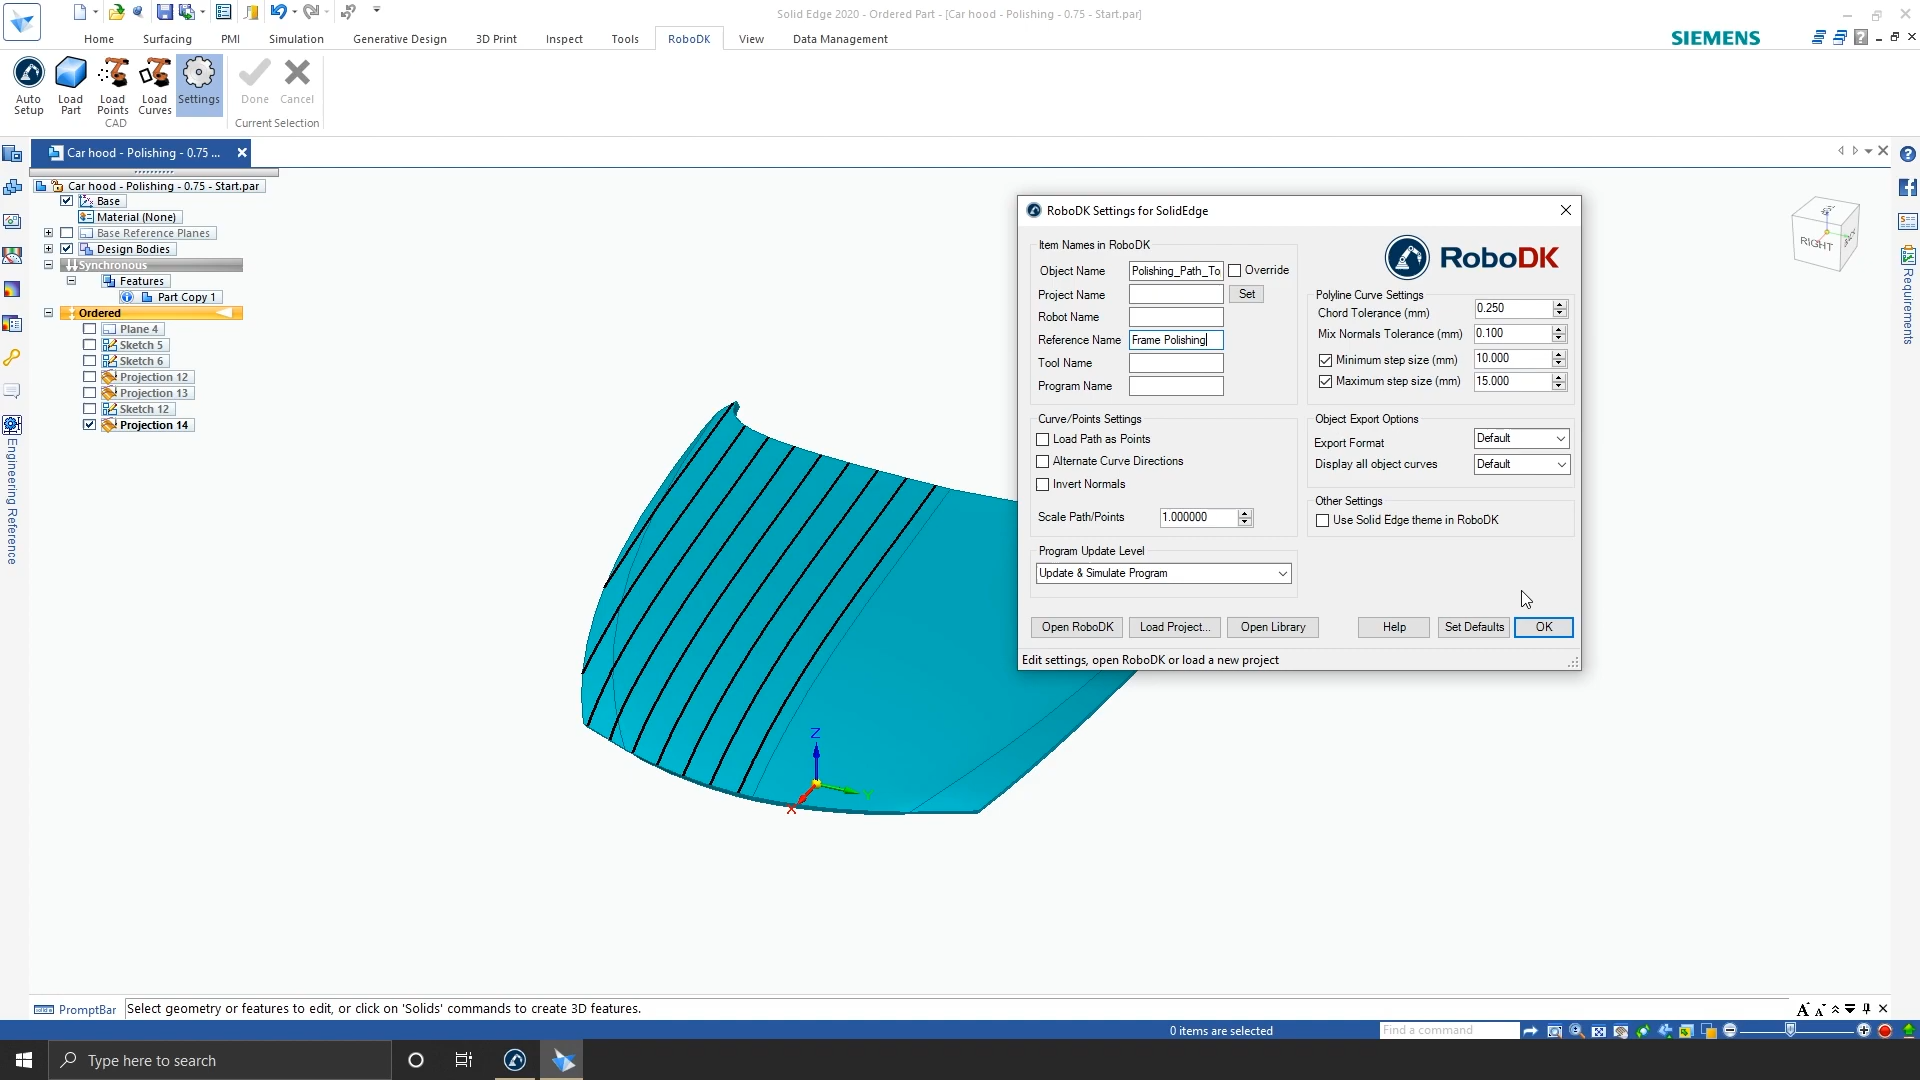 Solid Edge 2020 - Ordered Part - [Car hood - Polishing - 0.75 - Start.par]
Home Surfacing PMI Simulation Generative Design 3D Print Inspect Tools RoboDK View Data Management
SIEMENS
Auto Setup
Load Part
Load Points
Load Curves
Settings
Done
Cancel
CAD
Current Selection
Car hood - Polishing - 0.75 ...
Car hood - Polishing - 0.75 - Start.par
Base
Material (None)
Base Reference Planes
Design Bodies
Synchronous
Features
Part Copy 1
Ordered
Plane 4
Sketch 5
Sketch 6
Projection 12
Projection 13
Sketch 12
Projection 14
Engineering Reference
Requirements
RIGHT
Z
Y
X
RoboDK Settings for SolidEdge
RoboDK
Item Names in RoboDK
Object Name Polishing_Path_To Override
Project Name Set
Robot Name
Reference Name Frame Polishing
Tool Name
Program Name
Curve/Points Settings
Load Path as Points
Alternate Curve Directions
Invert Normals
Scale Path/Points 1.000000
Program Update Level
Update & Simulate Program
Polyline Curve Settings
Chord Tolerance (mm) 0.250
Mix Normals Tolerance (mm) 0.100
Minimum step size (mm) 10.000
Maximum step size (mm) 15.000
Object Export Options
Export Format Default
Display all object curves Default
Other Settings
Use Solid Edge theme in RoboDK
Open RoboDK Load Project... Open Library Help Set Defaults OK
Edit settings, open RoboDK or load a new project
PromptBar Select geometry or features to edit, or click on 'Solids' commands to create 3D features.
0 items are selected Find a command
Type here to search